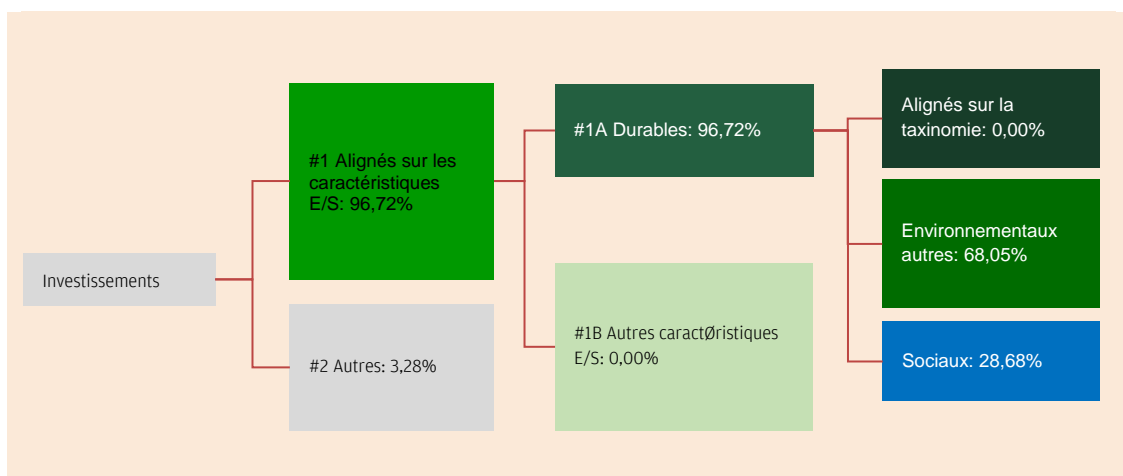 Investissements
#1 Alignés sur les
caractéristiques
E/S: 96,72%
#2 Autres: 3,28%
#1A Durables: 96,72%
#1B Autres caractØristiques
E/S: 0,00%
Alignés sur la
taxinomie: 0,00%
Environnementaux
autres: 68,05%
Sociaux: 28,68%